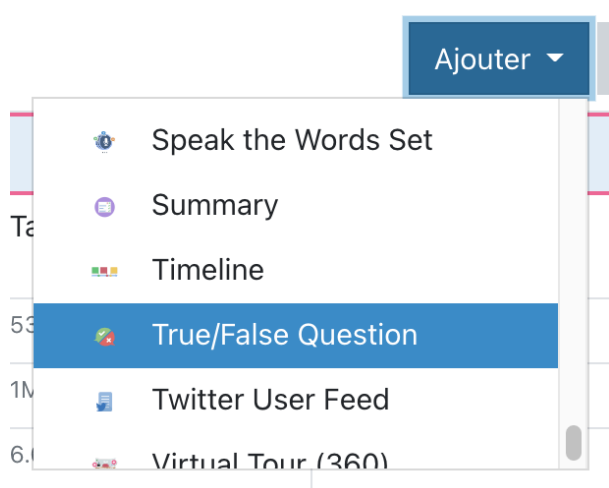 Ajouter
Speak the Words Set
Summary
Timeline
True/False Question
Twitter User Feed
Virtual Tour (360)